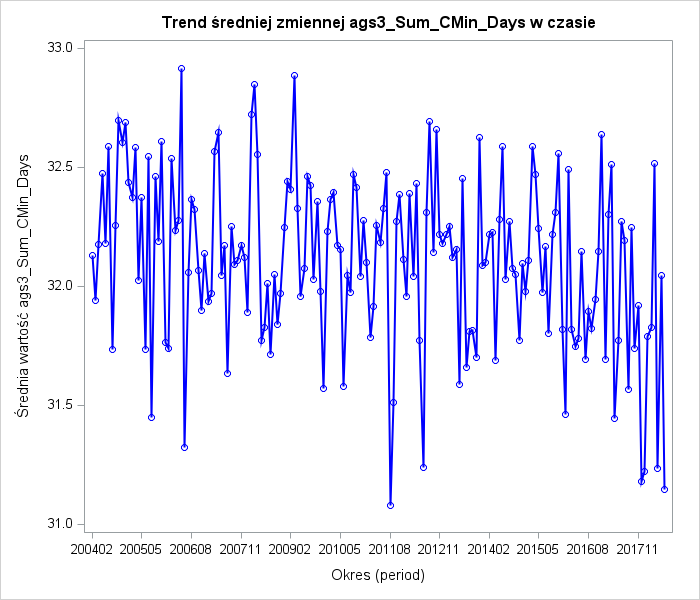 Trend średniej zmiennej ags3_Sum_CMin_Days w czasie
33.0
32.5
32.0
31.5
31.0
Średnia wartość ags3_Sum_CMin_Days
200402 200505 200608 200711 200902 201005 201108 201211 201402 201505 201608 201711
Okres (period)